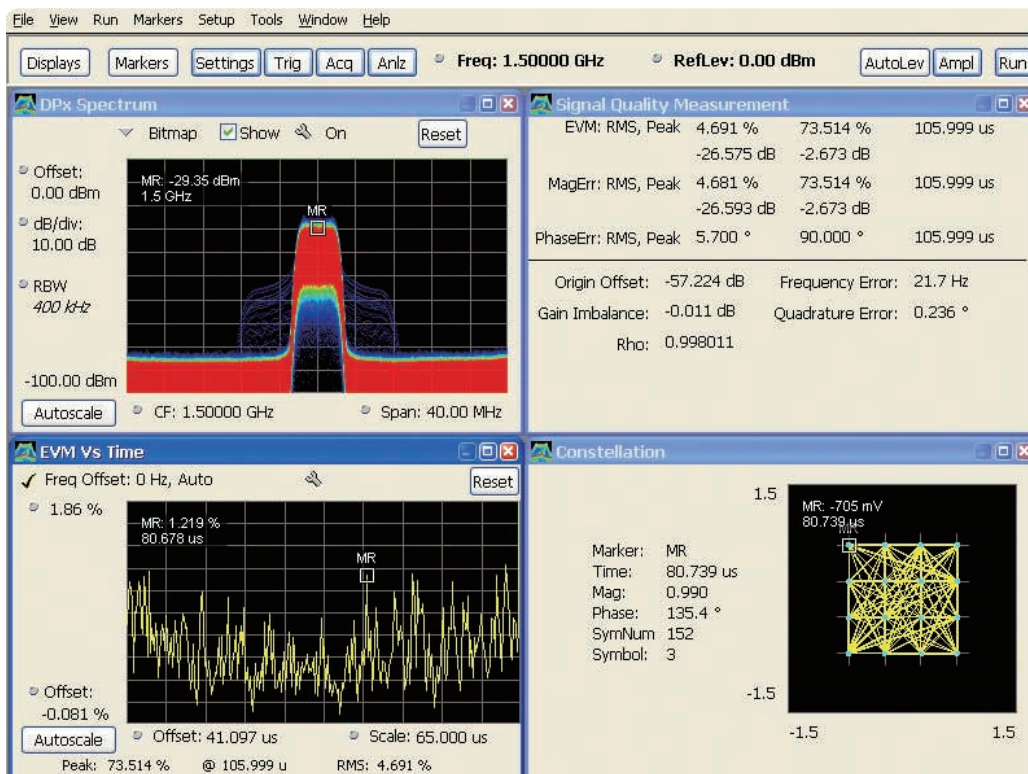 File View Run Markers Setup Tools Window Help
Displays Markers Settings Trig Acq Anlz Freq: 1.50000 GHz RefLev: 0.00 dBm AutoLev Ampl Run
DPx Spectrum
Bitmap Show On Reset
Offset:
0.00 dBm
dB/div:
10.00 dB
RBW
400 kHz
-100.00 dBm
MR: -29.35 dBm
1.5 GHz
MR
Autoscale CF: 1.50000 GHz Span: 40.00 MHz
Signal Quality Measurement
EVM: RMS, Peak 4.691 % 73.514 % 105.999 us
-26.575 dB -2.673 dB
MagErr: RMS, Peak 4.681 % 73.514 % 105.999 us
-26.593 dB -2.673 dB
PhaseErr: RMS, Peak 5.700 ° 90.000 ° 105.999 us
Origin Offset: -57.224 dB Frequency Error: 21.7 Hz
Gain Imbalance: -0.011 dB Quadrature Error: 0.236 °
Rho: 0.998011
EVM Vs Time
Freq Offset: 0 Hz, Auto Reset
1.86 %
MR: 1.219 %
80.678 us
MR
Offset:
-0.081 %
Autoscale Offset: 41.097 us Scale: 65.000 us
Peak: 73.514 % @ 105.999 u RMS: 4.691 %
Constellation
1.5
MR: -705 mV
80.739 us
MR
Marker: MR
Time: 80.739 us
Mag: 0.990
Phase: 135.4 °
SymNum 152
Symbol: 3
-1.5
-1.5 1.5